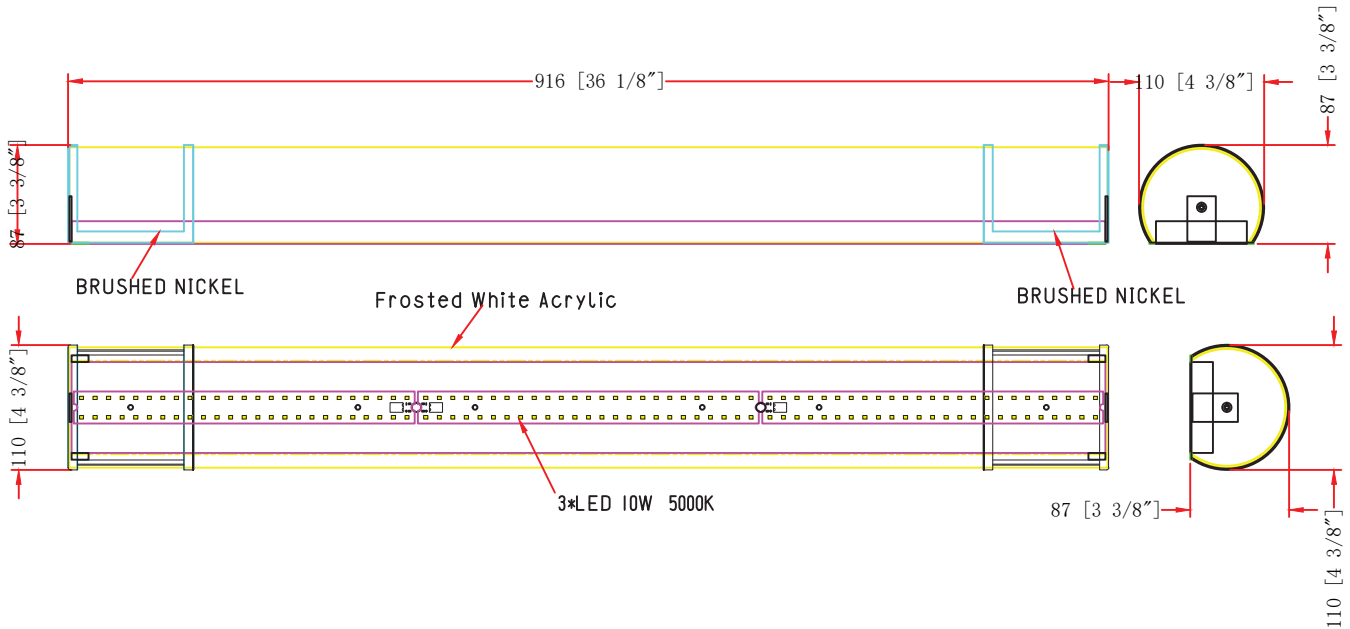 916 [36 1/8"]
110 [4 3/8"]
87 [3 3/8"]
87 [3 3/8"]
BRUSHED NICKEL
Frosted White Acrylic
BRUSHED NICKEL
110 [4 3/8"]
3*LED 10W 5000K
87 [3 3/8"]
110 [4 3/8"]